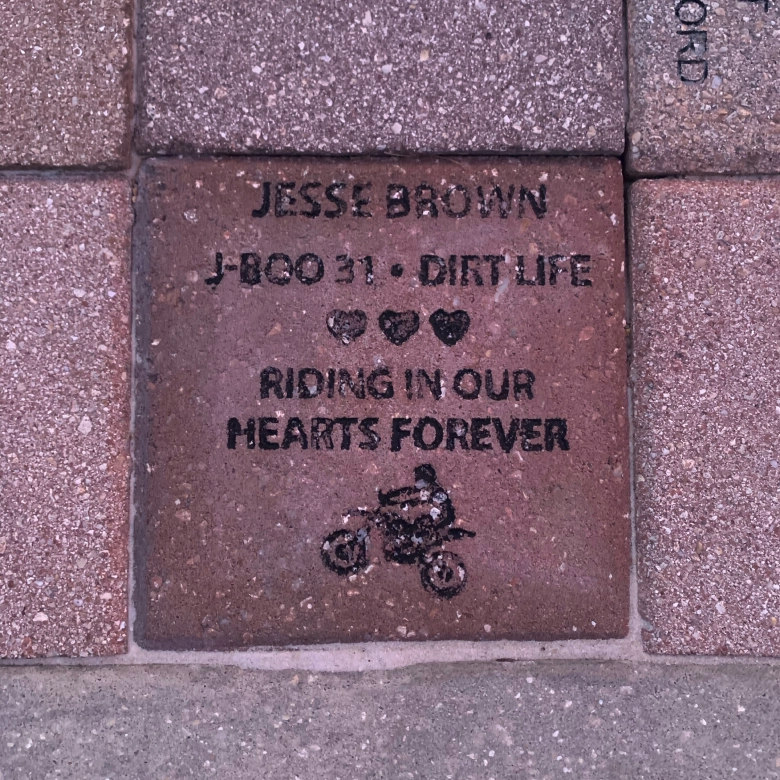 JESSE BROWN
J-BOO 31 • DIRT LIFE
RIDING IN OUR
HEARTS FOREVER